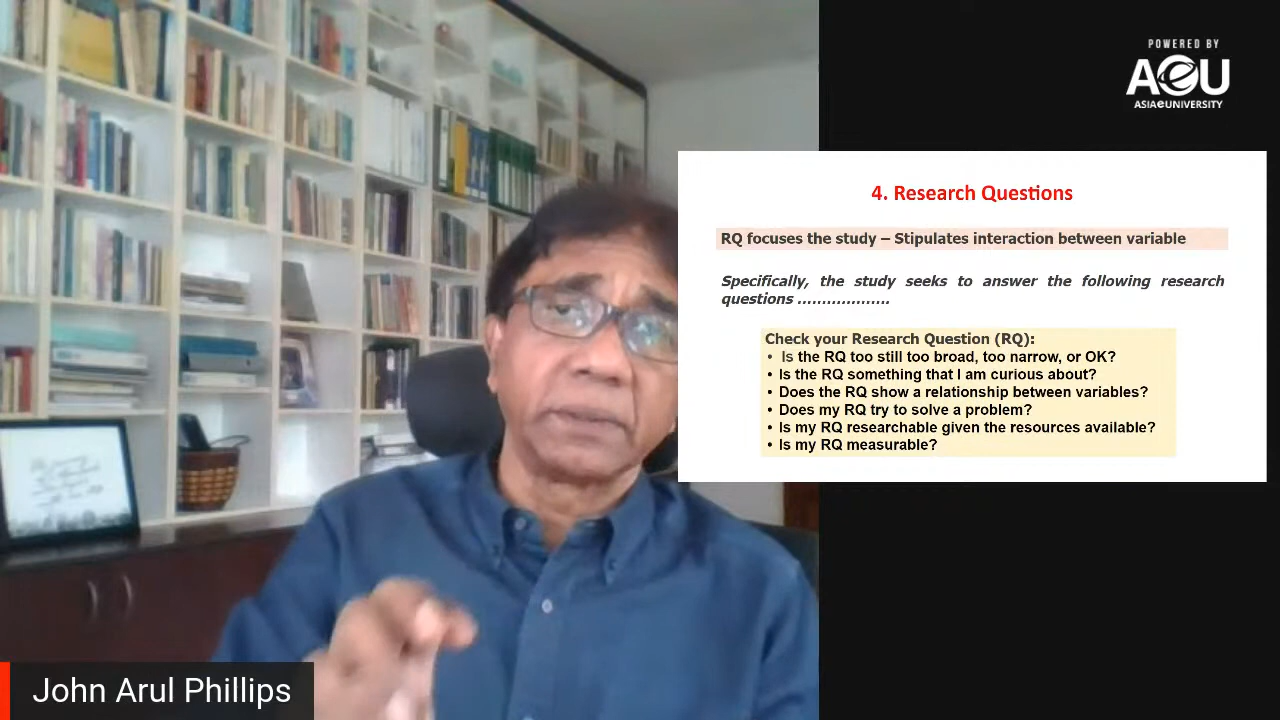 POWERED BY
AeU
ASIAeUNIVERSITY
4. Research Questions
RQ focuses the study – Stipulates interaction between variable
Specifically, the study seeks to answer the following research
questions ………………
Check your Research Question (RQ):
• Is the RQ too still too broad, too narrow, or OK?
• Is the RQ something that I am curious about?
• Does the RQ show a relationship between variables?
• Does my RQ try to solve a problem?
• Is my RQ researchable given the resources available?
• Is my RQ measurable?
John Arul Phillips